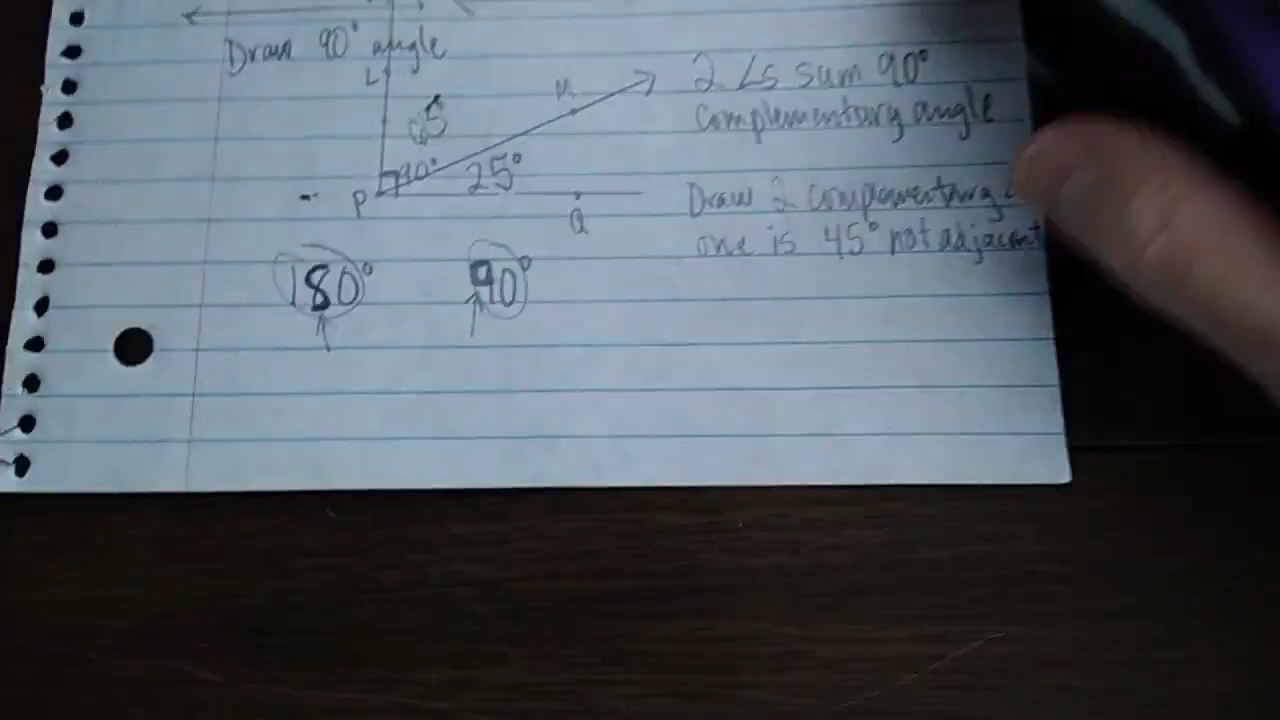 Draw 90° angle
L
M
2 ∠s sum 90°
complementary angle
65
90°
25°
P
Q
Draw 2 complementary
one is 45° not adjacent
180°
90°